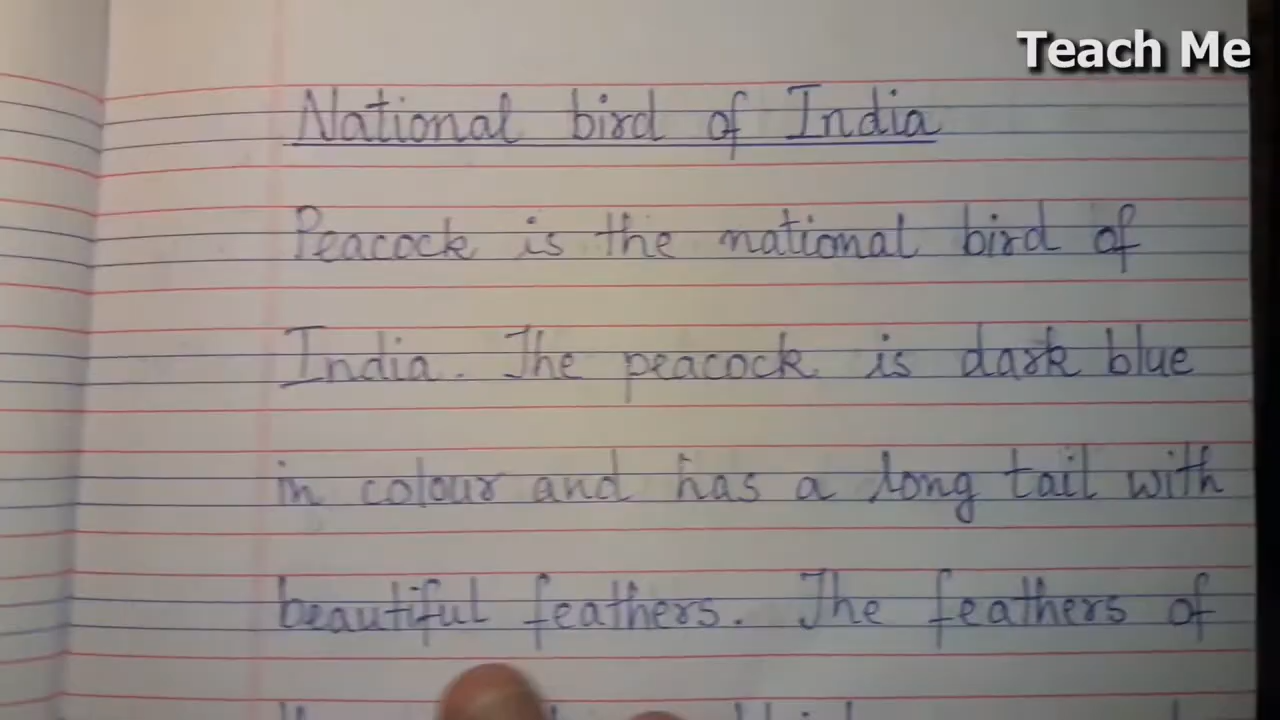 Teach Me
National bird of India
Peacock is the national bird of
India. The peacock is dark blue
in colour and has a long tail with
beautiful feathers. The feathers of